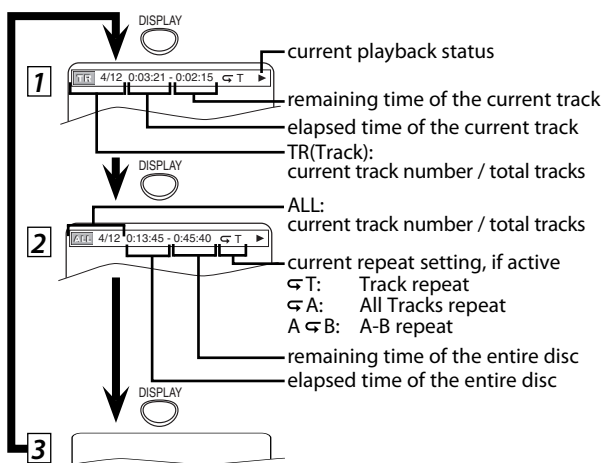 DISPLAY
1
TR 4/12 0:03:21 - 0:02:15 T
current playback status
remaining time of the current track
elapsed time of the current track
TR(Track):
current track number / total tracks
DISPLAY
ALL:
current track number / total tracks
2
ALL 4/12 0:13:45 - 0:45:40 T
current repeat setting, if active
T: Track repeat
A: All Tracks repeat
A B: A-B repeat
remaining time of the entire disc
elapsed time of the entire disc
DISPLAY
3